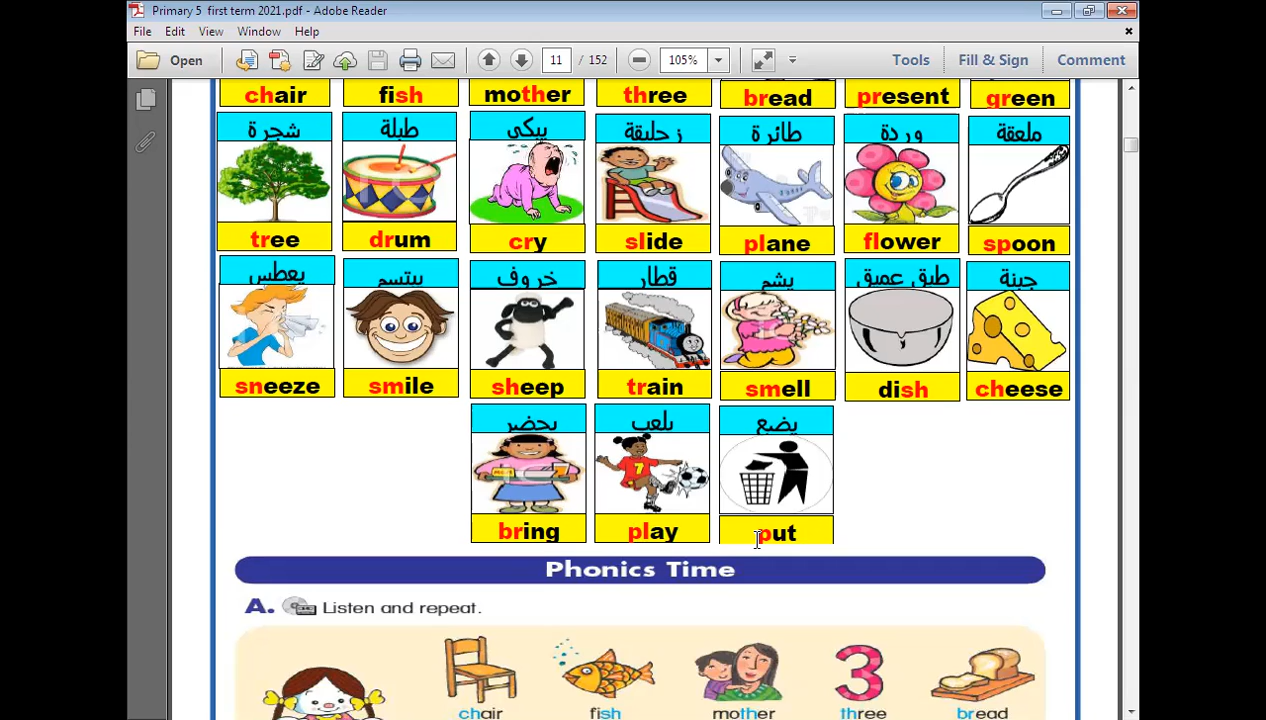 Primary 5 first term 2021.pdf - Adobe Reader
File Edit View Window Help
Open 11 / 152 105% Tools Fill & Sign Comment
chair fish mother three bread present green
شجرة طبلة يبكى زحليقة طائرة وردة ملعقة
tree drum cry slide plane flower spoon
يعطس يبتسم خروف قطار يشم طبق عميق جبنة
sneeze smile sheep train smell dish cheese
يحضر يلعب يضع
7
bring play put
Phonics Time
A. Listen and repeat.
3
chair fish mother three bread